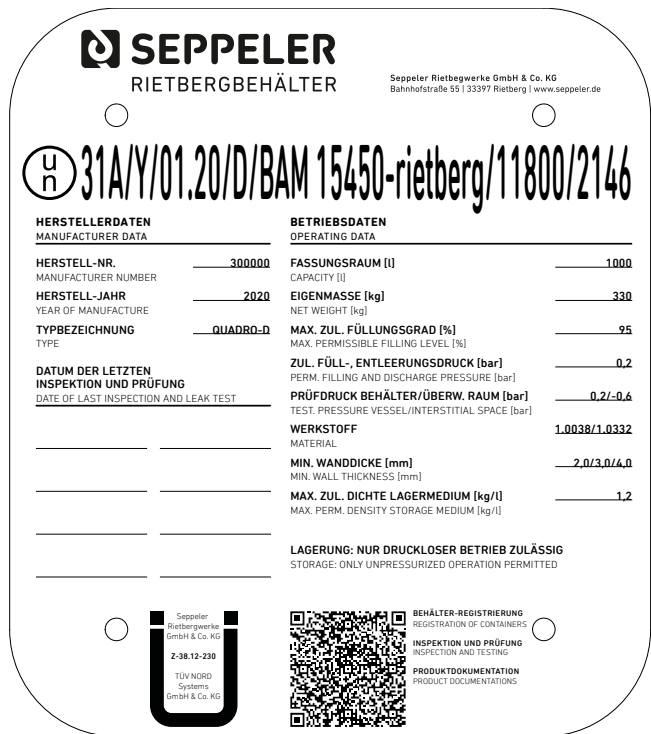 SEPPELER
RIETBERGBEHÄLTER
Seppeler Rietbegwerke GmbH & Co. KG
Bahnhofstraße 55 | 33397 Rietberg | www.seppeler.de
un 31A/Y/01.20/D/BAM 15450-rietberg/11800/2146
HERSTELLERDATEN
MANUFACTURER DATA
HERSTELL-NR. 300000
MANUFACTURER NUMBER
HERSTELL-JAHR 2020
YEAR OF MANUFACTURE
TYPBEZEICHNUNG QUADRO-D
TYPE
DATUM DER LETZTEN
INSPEKTION UND PRÜFUNG
DATE OF LAST INSPECTION AND LEAK TEST
BETRIEBSDATEN
OPERATING DATA
FASSUNGSRAUM [l] 1000
CAPACITY [l]
EIGENMASSE [kg] 330
NET WEIGHT [kg]
MAX. ZUL. FÜLLUNGSGRAD [%] 95
MAX. PERMISSIBLE FILLING LEVEL [%]
ZUL. FÜLL-, ENTLEERUNGSDRUCK [bar] 0,2
PERM. FILLING AND DISCHARGE PRESSURE [bar]
PRÜFDRUCK BEHÄLTER/ÜBERW. RAUM [bar] 0,2/-0,6
TEST. PRESSURE VESSEL/INTERSTITIAL SPACE [bar]
WERKSTOFF 1.0038/1.0332
MATERIAL
MIN. WANDDICKE [mm] 2,0/3,0/4,0
MIN. WALL THICKNESS [mm]
MAX. ZUL. DICHTE LAGERMEDIUM [kg/l] 1,2
MAX. PERM. DENSITY STORAGE MEDIUM [kg/l]
LAGERUNG: NUR DRUCKLOSER BETRIEB ZULÄSSIG
STORAGE: ONLY UNPRESSURIZED OPERATION PERMITTED
Seppeler
Rietbergwerke
GmbH & Co. KG
Z-38.12-230
TÜV NORD
Systems
GmbH & Co. KG
BEHÄLTER-REGISTRIERUNG
REGISTRATION OF CONTAINERS
INSPEKTION UND PRÜFUNG
INSPECTION AND TESTING
PRODUKTDOKUMENTATION
PRODUCT DOCUMENTATIONS